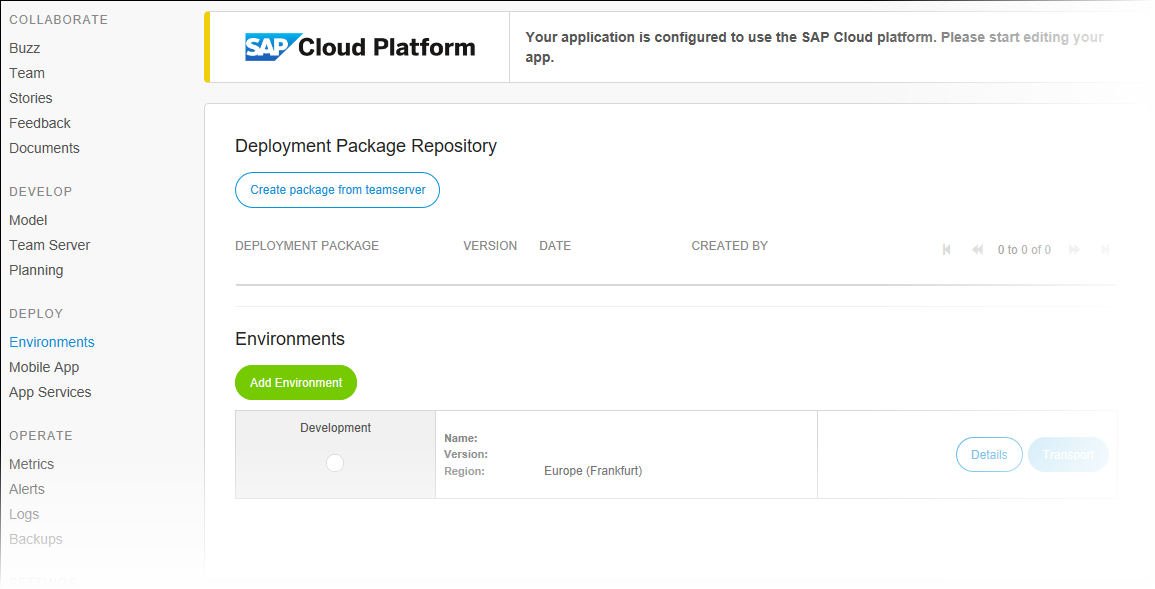 COLLABORATE
Buzz
Team
Stories
Feedback
Documents
DEVELOP
Model
Team Server
Planning
DEPLOY
Environments
Mobile App
App Services
OPERATE
Metrics
Alerts
Logs
Backups
SETTINGS
SAP Cloud Platform
Your application is configured to use the SAP Cloud platform. Please start editing your
app.
Deployment Package Repository
Create package from teamserver
DEPLOYMENT PACKAGE VERSION DATE CREATED BY 0 to 0 of 0
Environments
Add Environment
Development
Name:
Version:
Region: Europe (Frankfurt)
Details Transport